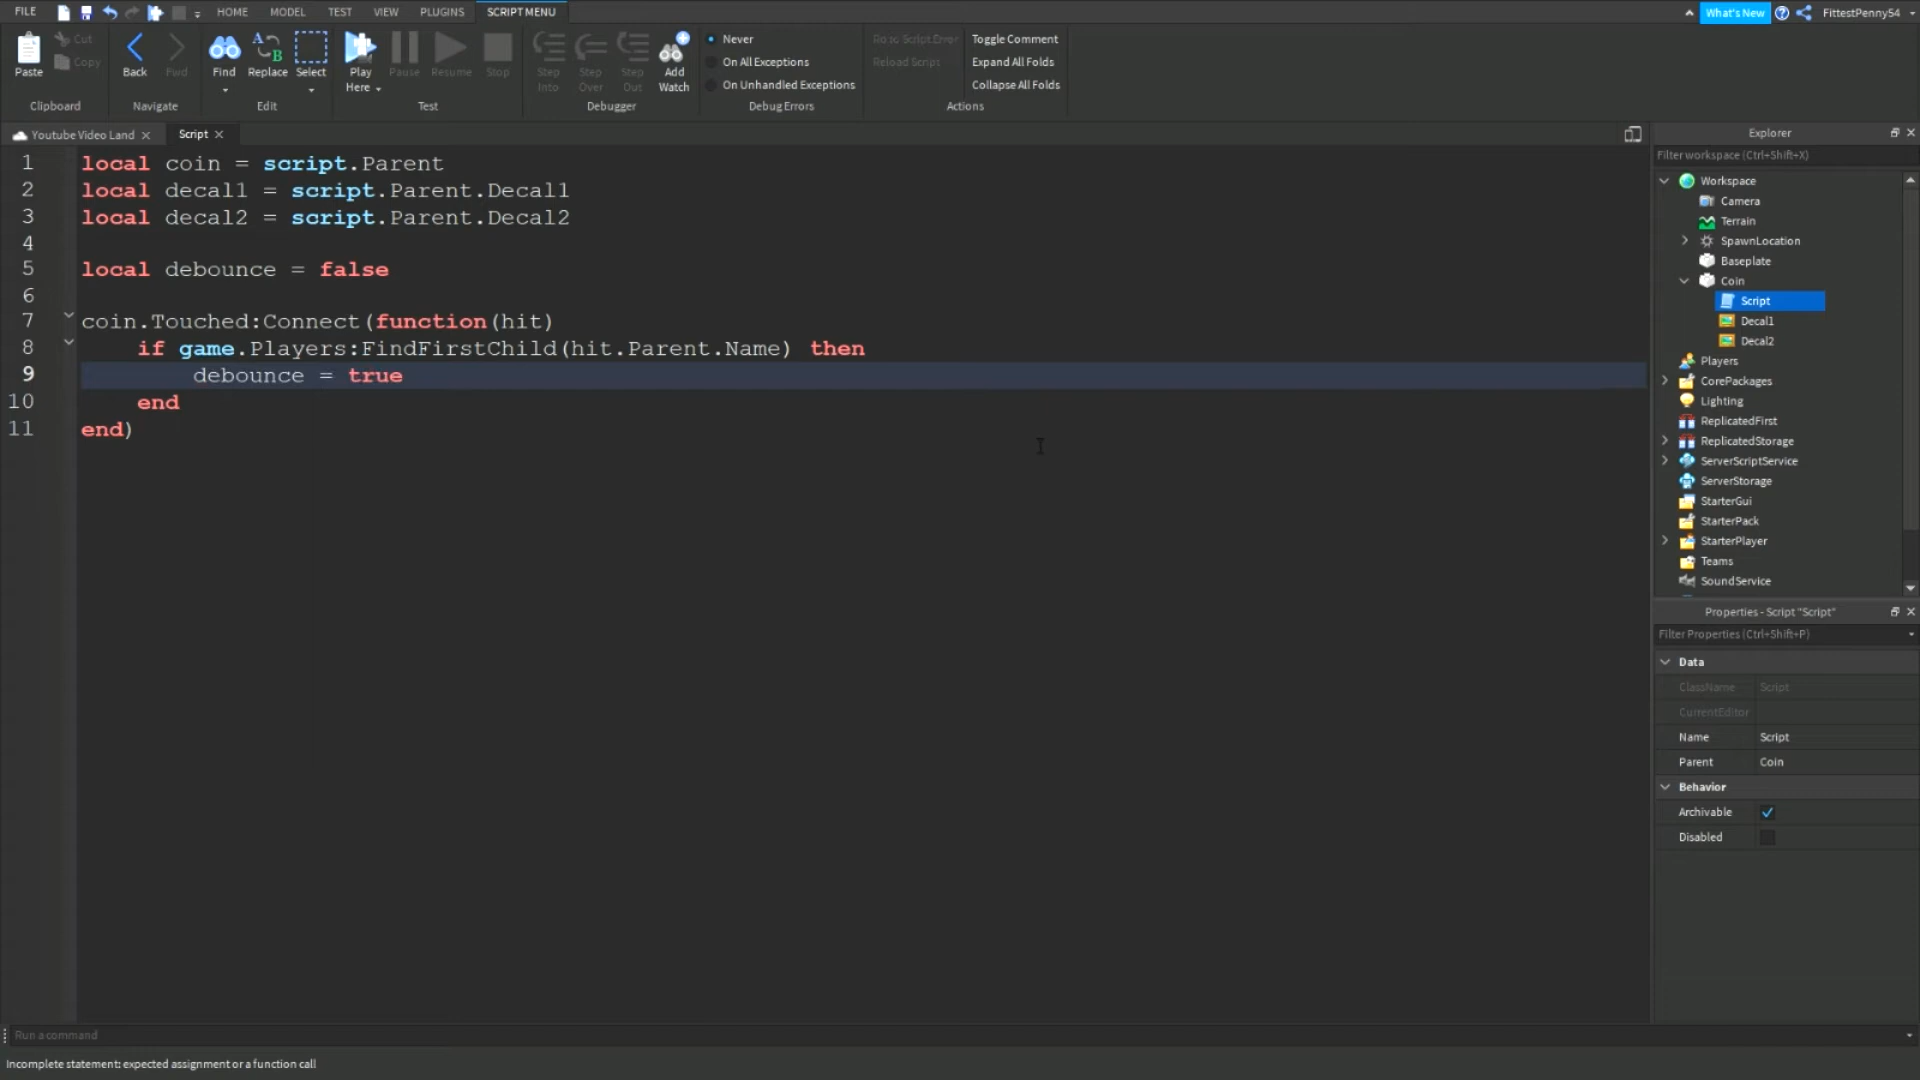 FILE HOME MODEL TEST VIEW PLUGINS SCRIPT MENU What's New FittestPenny54
Paste Cut Copy
Clipboard
Back Fwd
Navigate
Find Replace Select
Edit
Play Here Pause Resume Stop
Test
Step Into Step Over Step Out Add Watch
Debugger
Never
On All Exceptions
On Unhandled Exceptions
Debug Errors
Go to Script Error
Reload Script
Toggle Comment
Expand All Folds
Collapse All Folds
Actions
Youtube Video Land Script
1 local coin = script.Parent
2 local decal1 = script.Parent.Decal1
3 local decal2 = script.Parent.Decal2
4
5 local debounce = false
6
7 coin.Touched:Connect(function(hit)
8 if game.Players:FindFirstChild(hit.Parent.Name) then
9 debounce = true
10 end
11 end)
Explorer
Filter workspace (Ctrl+Shift+X)
Workspace
Camera
Terrain
SpawnLocation
Baseplate
Coin
Script
Decal1
Decal2
Players
CorePackages
Lighting
ReplicatedFirst
ReplicatedStorage
ServerScriptService
ServerStorage
StarterGui
StarterPack
StarterPlayer
Teams
SoundService
Properties - Script "Script"
Filter Properties (Ctrl+Shift+P)
Data
ClassName Script
CurrentEditor
Name Script
Parent Coin
Behavior
Archivable
Disabled
Run a command
Incomplete statement: expected assignment or a function call